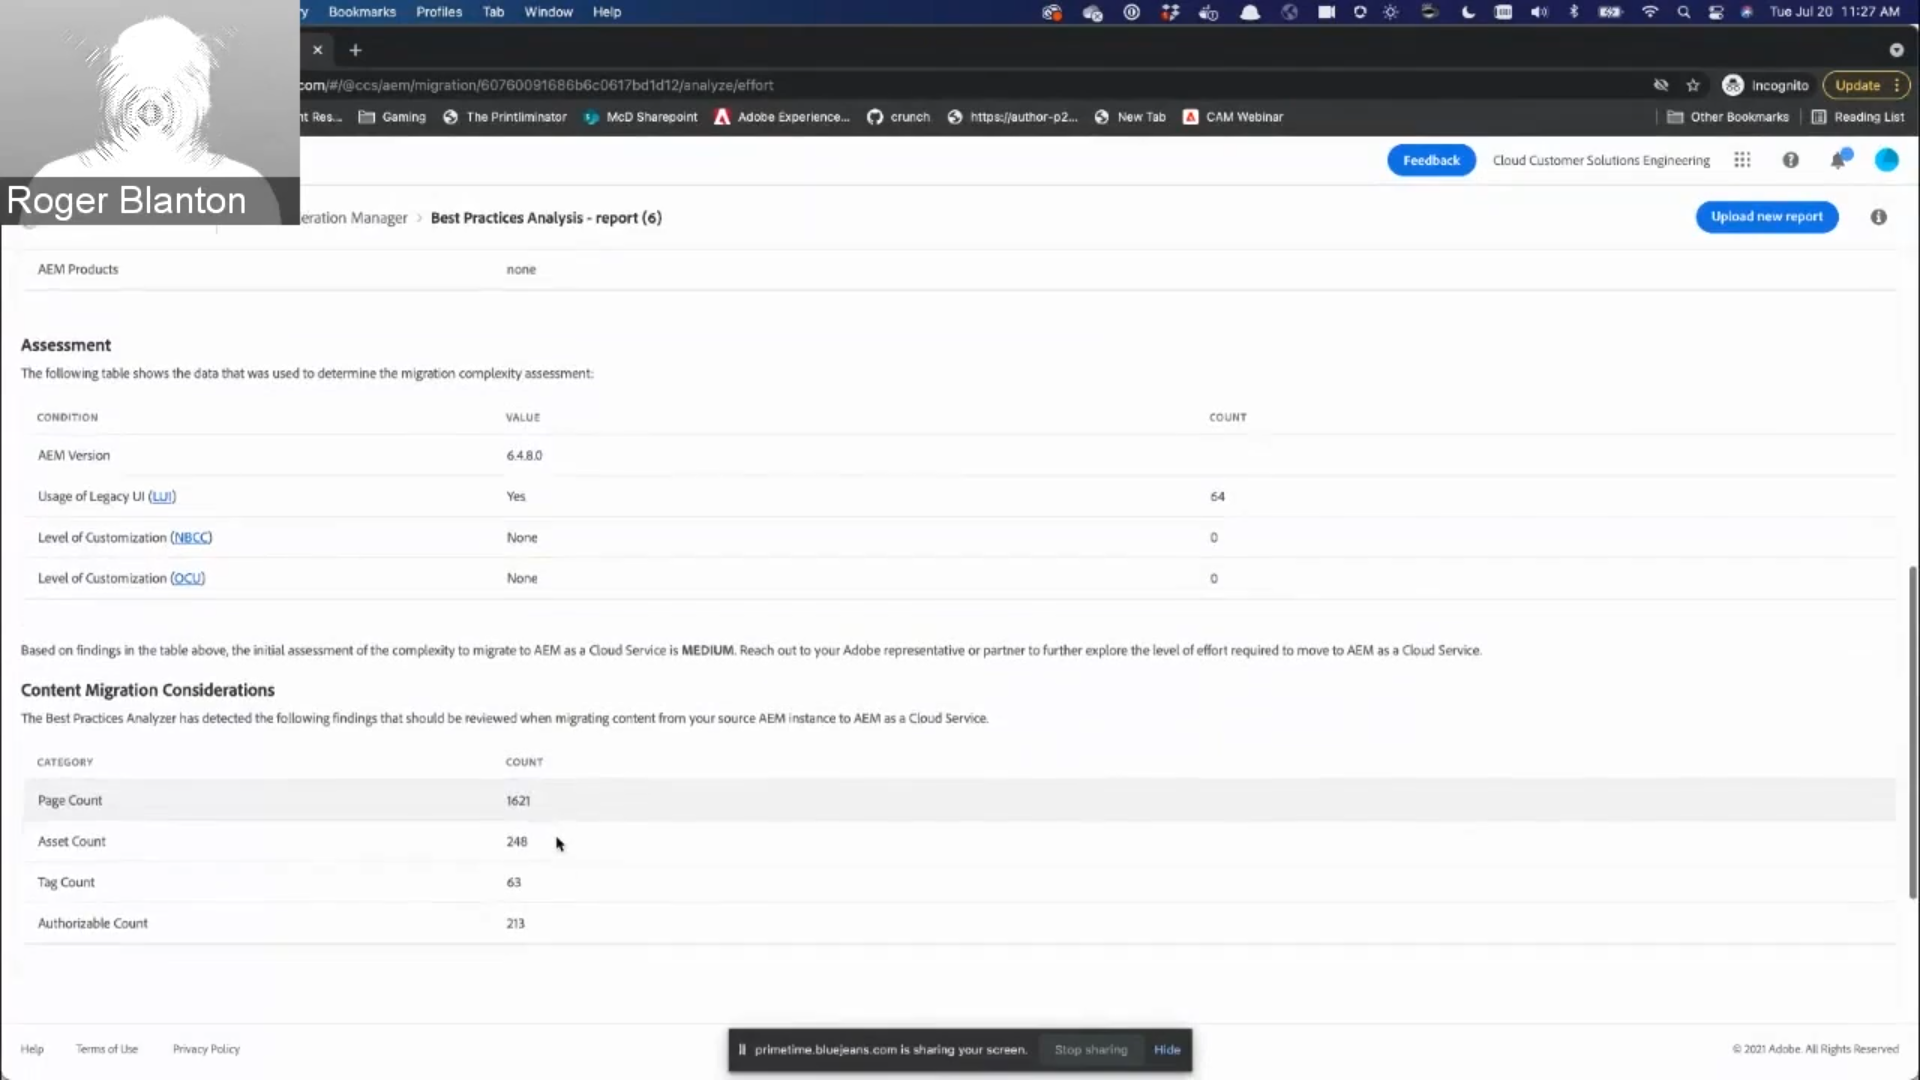 y Bookmarks Profiles Tab Window Help Tue Jul 20 11:27 AM
com/#/@ccs/aem/migration/60760091686b6c0617bd1d12/analyze/effort Incognito Update
nt Res... Gaming The Printliminator McD Sharepoint Adobe Experience... crunch https://author-p2... New Tab CAM Webinar Other Bookmarks Reading List
Feedback Cloud Customer Solutions Engineering
Roger Blanton
eration Manager > Best Practices Analysis - report (6) Upload new report
AEM Products none
Assessment
The following table shows the data that was used to determine the migration complexity assessment:
CONDITION VALUE COUNT
AEM Version 6.4.8.0
Usage of Legacy UI (LUI) Yes 64
Level of Customization (NBCC) None 0
Level of Customization (OCU) None 0
Based on findings in the table above, the initial assessment of the complexity to migrate to AEM as a Cloud Service is MEDIUM. Reach out to your Adobe representative or partner to further explore the level of effort required to move to AEM as a Cloud Service.
Content Migration Considerations
The Best Practices Analyzer has detected the following findings that should be reviewed when migrating content from your source AEM instance to AEM as a Cloud Service.
CATEGORY COUNT
Page Count 1621
Asset Count 248
Tag Count 63
Authorizable Count 213
Help Terms of Use Privacy Policy © 2021 Adobe. All Rights Reserved
primetime.bluejeans.com is sharing your screen. Stop sharing Hide